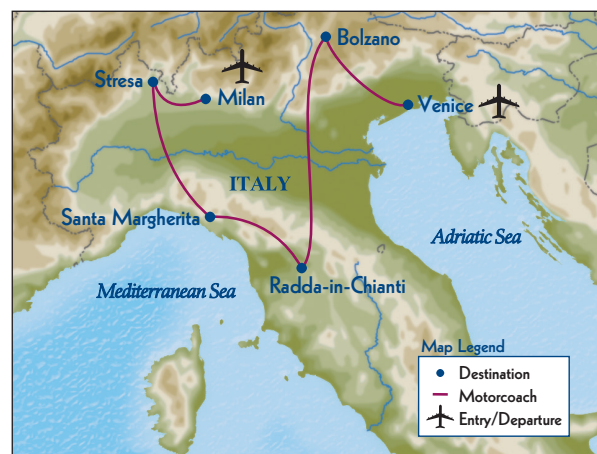 Bolzano
Stresa
Milan
Venice
ITALY
Santa Margherita
Adriatic Sea
Radda-in-Chianti
Mediterranean Sea
Map Legend
Destination
Motorcoach
Entry/Departure